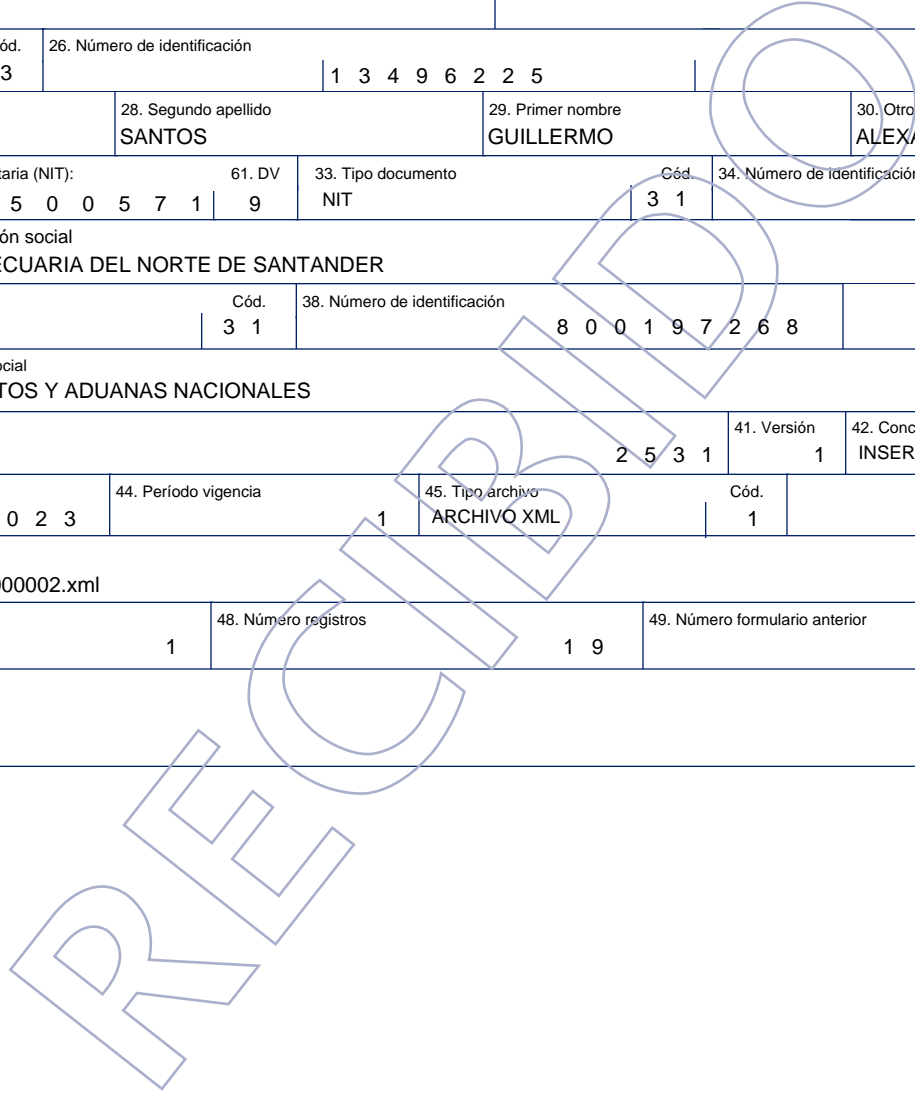 ód. 26. Número de identificación
3 1 3 4 9 6 2 2 5
28. Segundo apellido 29. Primer nombre 30. Otro
SANTOS GUILLERMO ALEXA
taria (NIT): 61. DV 33. Tipo documento Cód. 34. Número de identificación
5 0 0 5 7 1 9 NIT 3 1
ón social
ECUARIA DEL NORTE DE SANTANDER
Cód. 38. Número de identificación
3 1 8 0 0 1 9 7 2 6 8
ocial
TOS Y ADUANAS NACIONALES
41. Versión 42. Conc
2 5 3 1 1 INSER
44. Período vigencia 45. Tipo archivo Cód.
0 2 3 1 ARCHIVO XML 1
000002.xml
48. Número registros 49. Número formulario anterior
1 1 9
RECIBIDO